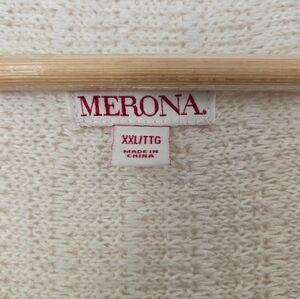 MERONA.
XXL/TTG
MADE IN
CHINA